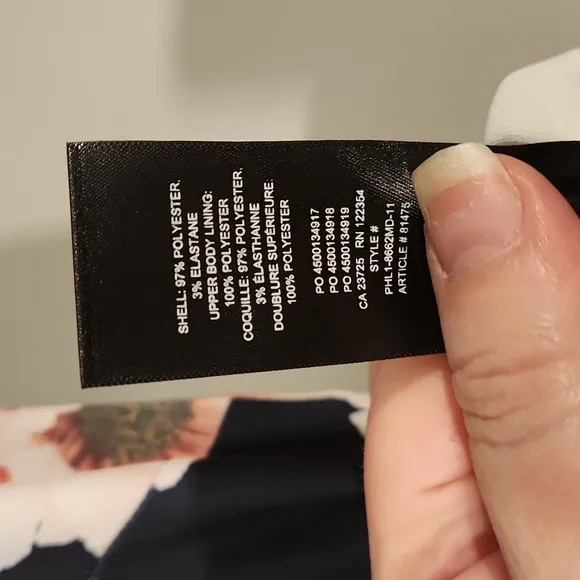 SHELL: 97% POLYESTER,
3% ELASTANE
UPPER BODY LINING:
100% POLYESTER
COQUILLE: 97% POLYESTER,
3% ÉLASTHANNE
DOUBLURE SUPÉRIEURE:
100% POLYESTER
PO 4500134917
PO 4500134918
PO 4500134919
CA 23725 RN 122354
STYLE #
PHL1-8662MD-11
ARTICLE # 81475